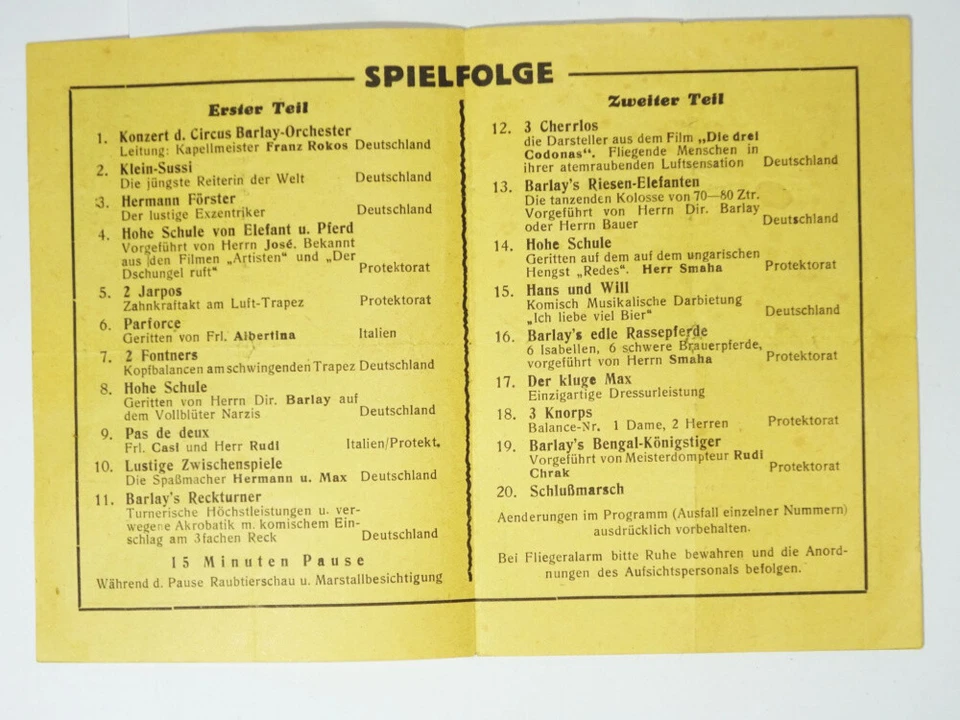 SPIELFOLGE
Erster Teil
1. Konzert d. Circus Barlay-Orchester
Leitung: Kapellmeister Franz Rokos Deutschland
2. Klein-Sussi
Die jüngste Reiterin der Welt Deutschland
3. Hermann Förster
Der lustige Exzentriker Deutschland
4. Hohe Schule von Elefant u. Pferd
Vorgeführt von Herrn José. Bekannt
aus den Filmen „Artisten“ und „Der
Dschungel ruft“ Protektorat
5. 2 Jarpos
Zahnkraftakt am Luft-Trapez Protektorat
6. Parforce
Geritten von Frl. Albertina Italien
7. 2 Fontners
Kopfbalancen am schwingenden Trapez Deutschland
8. Hohe Schule
Geritten von Herrn Dir. Barlay auf
dem Vollblüter Narzis Deutschland
9. Pas de deux
Frl. Casi und Herr Rudi Italien/Protekt.
10. Lustige Zwischenspiele
Die Spaßmacher Hermann u. Max Deutschland
11. Barlay's Reckturner
Turnerische Höchstleistungen u. ver-
wegene Akrobatik m. komischem Ein-
schlag am 3fachen Reck Deutschland
15 Minuten Pause
Während d. Pause Raubtierschau u. Marstallbesichtigung
Zweiter Teil
12. 3 Cherrlos
die Darsteller aus dem Film „Die drei
Codonas“. Fliegende Menschen in
ihrer atemraubenden Luftsensation Deutschland
13. Barlay's Riesen-Elefanten
Die tanzenden Kolosse von 70—80 Ztr.
Vorgeführt von Herrn Dir. Barlay
oder Herrn Bauer Deutschland
14. Hohe Schule
Geritten auf dem auf dem ungarischen
Hengst „Redes“. Herr Smaha Protektorat
15. Hans und Will
Komisch Musikalische Darbietung
„Ich liebe viel Bier“ Deutschland
16. Barlay's edle Rassepferde
6 Isabellen, 6 schwere Brauerpferde,
vorgeführt von Herrn Smaha Protektorat
17. Der kluge Max
Einzigartige Dressurleistung
18. 3 Knorps
Balance-Nr. 1 Dame, 2 Herren Protektorat
19. Barlay's Bengal-Königstiger
Vorgeführt von Meisterdompteur Rudi
Chrak Protektorat
20. Schlußmarsch
Aenderungen im Programm (Ausfall einzelner Nummern)
ausdrücklich vorbehalten.
Bei Fliegeralarm bitte Ruhe bewahren und die Anord-
nungen des Aufsichtspersonals befolgen.